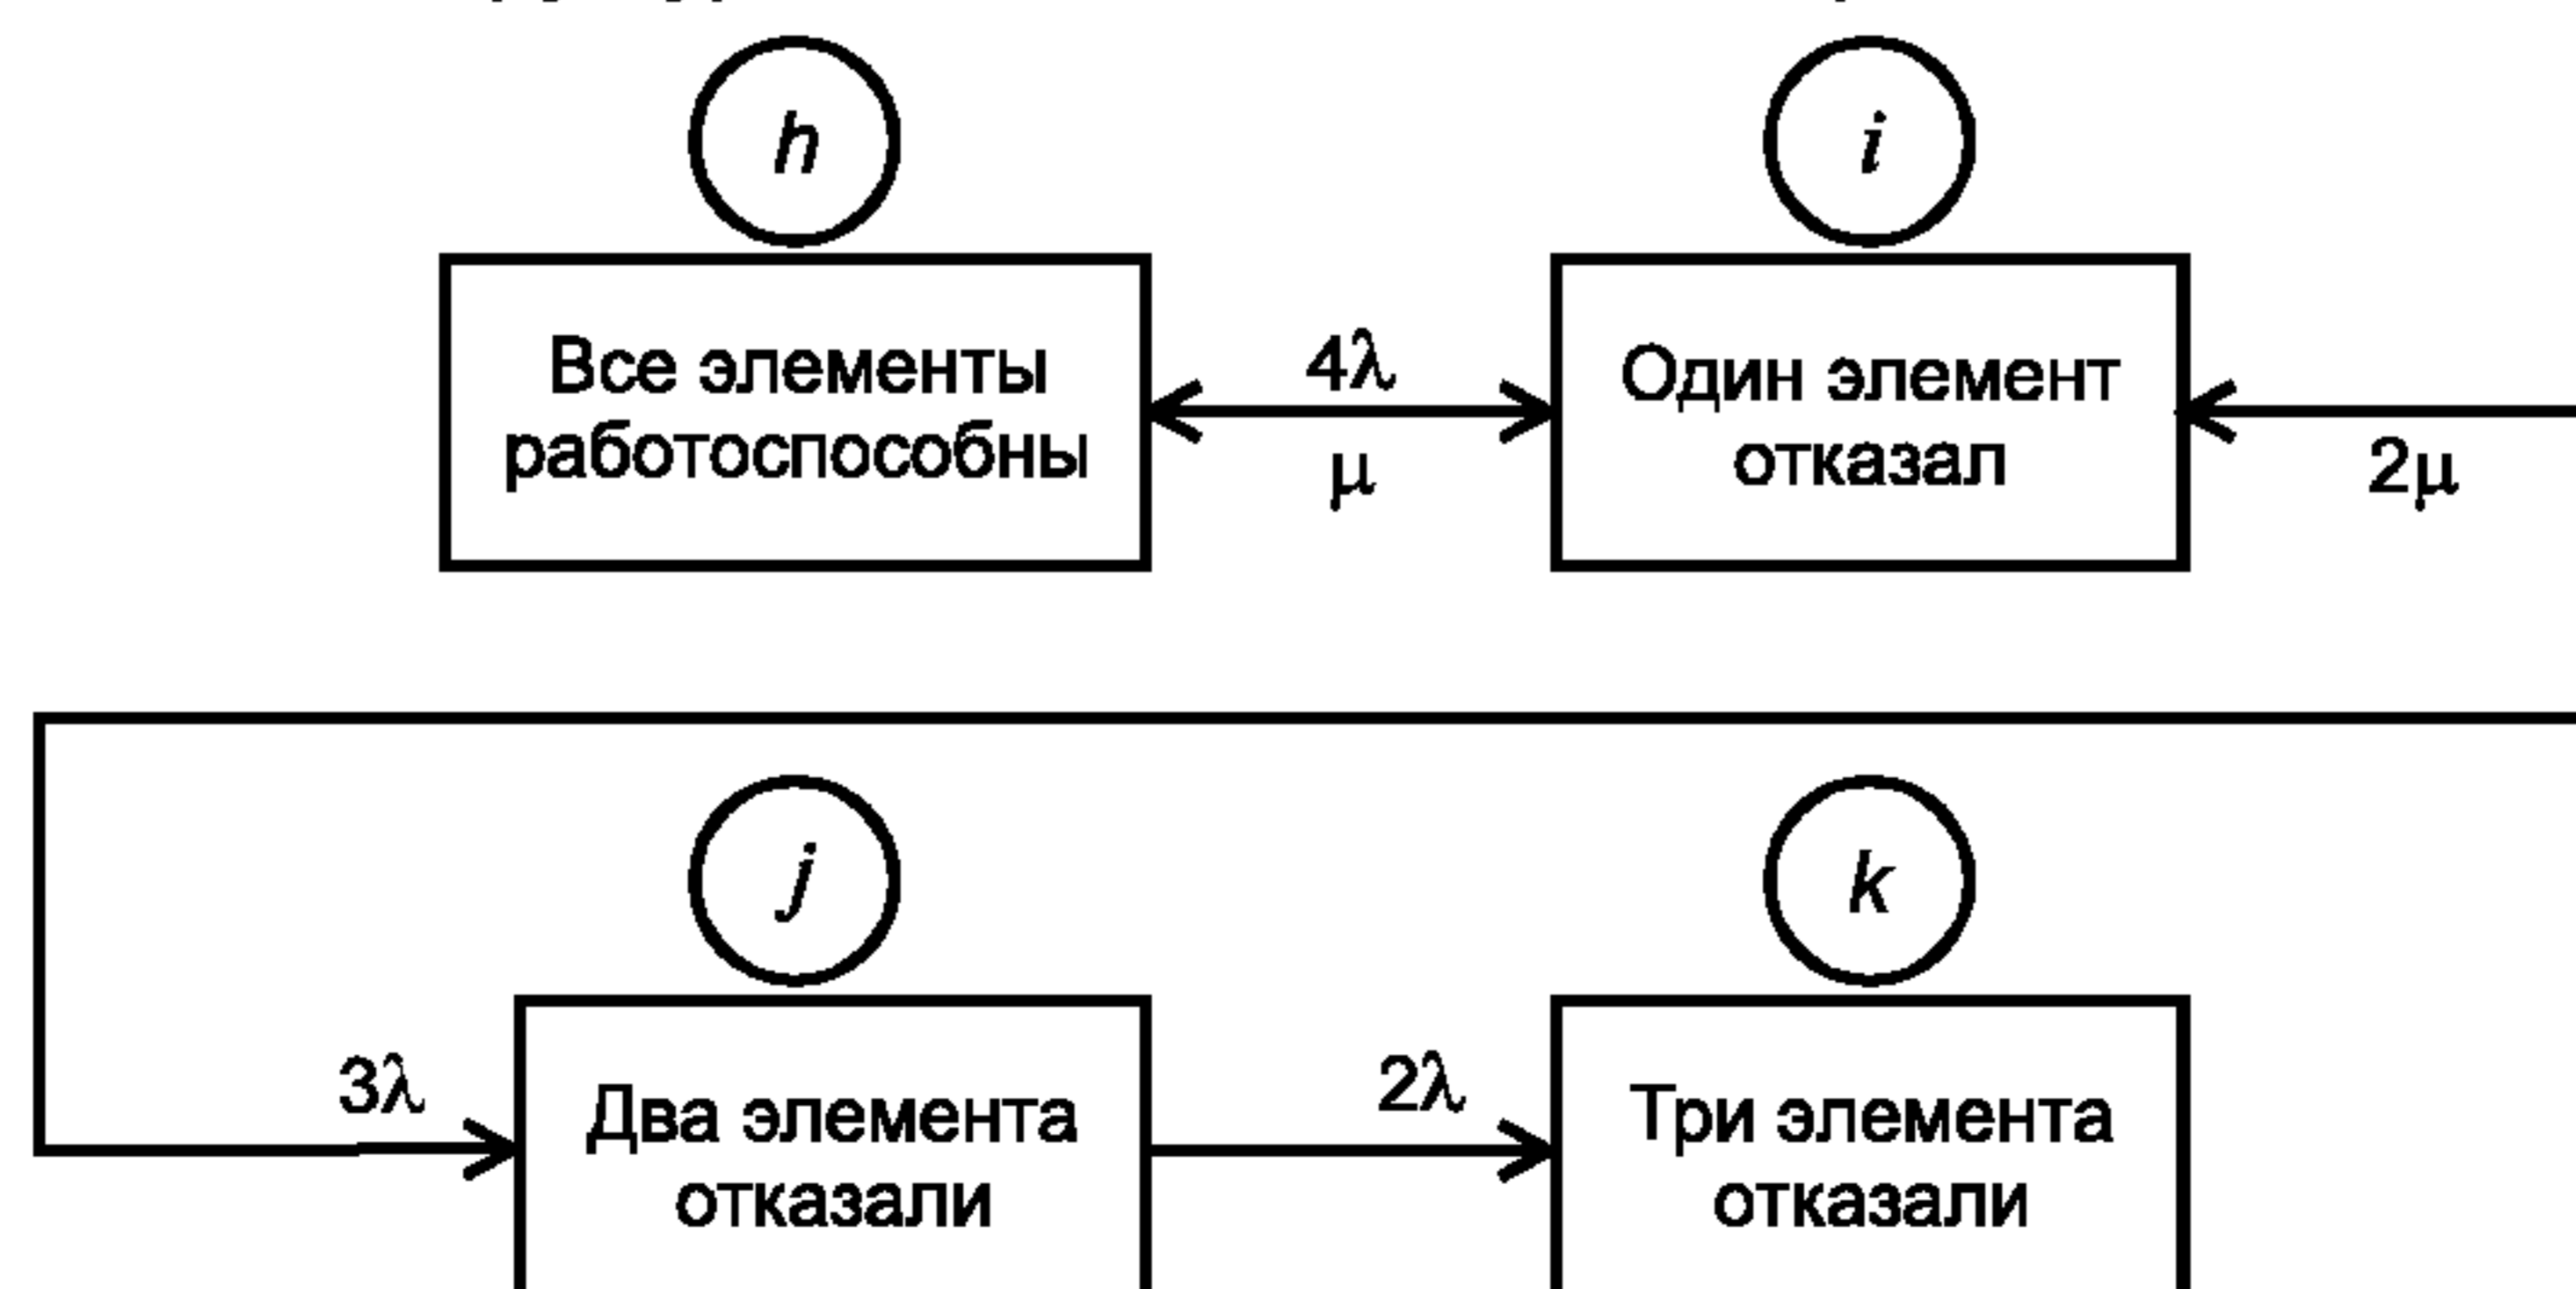 h
i
Все элементы
работоспособны
4λ
μ
Один элемент
отказал
2μ
j
k
3λ
Два элемента
отказали
2λ
Три элемента
отказали